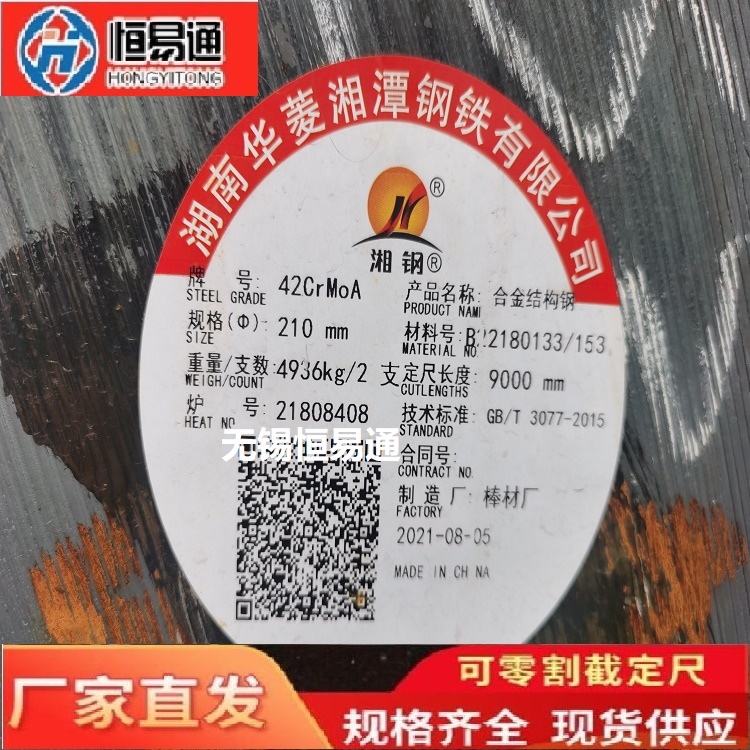 恒易通
HONGYITONG
湖南华菱湘潭钢铁有限公司
®
湘钢®
牌 号: 42CrMoA
STEEL GRADE
产品名称: 合金结构钢
PRODUCT NAME
规格(Φ): 210 mm
SIZE
材料号: B22180133/153
MATERIAL NO
重量/支数: 4936kg/2 支
WEIGH/COUNT
定尺长度: 9000 mm
CUTLENGTHS
炉 号: 21808408
HEAT NO
技术标准: GB/T 3077-2015
STANDARD
无锡恒易通
合同号:
CONTRACT NO.
制 造 厂: 棒材厂
FACTORY
2021-08-05
MADE IN CHINA
厂家直发
可零割截定尺
规格齐全 现货供应